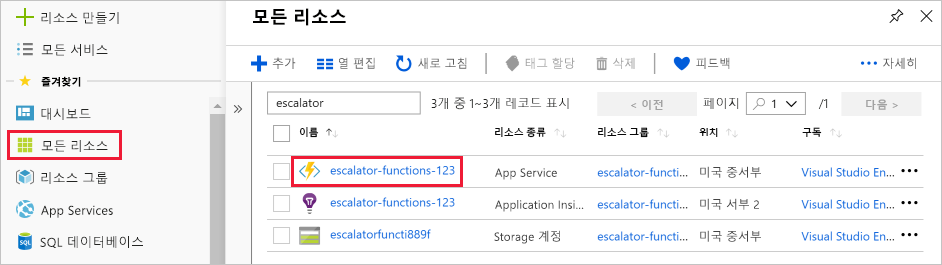 리소스 만들기
모든 서비스
즐겨찾기
대시보드
모든 리소스
리소스 그룹
App Services
SQL 데이터베이스
모든 리소스
추가 열 편집 새로 고침 태그 할당 삭제 피드백 자세히
escalator 3개 중 1~3개 레코드 표시 < 이전 페이지 1 /1 다음 >
이름 리소스 종류 리소스 그룹 위치 구독
escalator-functions-123 App Service escalator-functi... 미국 중서부 Visual Studio En...
escalator-functions-123 Application Insi... escalator-functi... 미국 서부 2 Visual Studio En...
escalatorfuncti889f Storage 계정 escalator-functi... 미국 중서부 Visual Studio En...